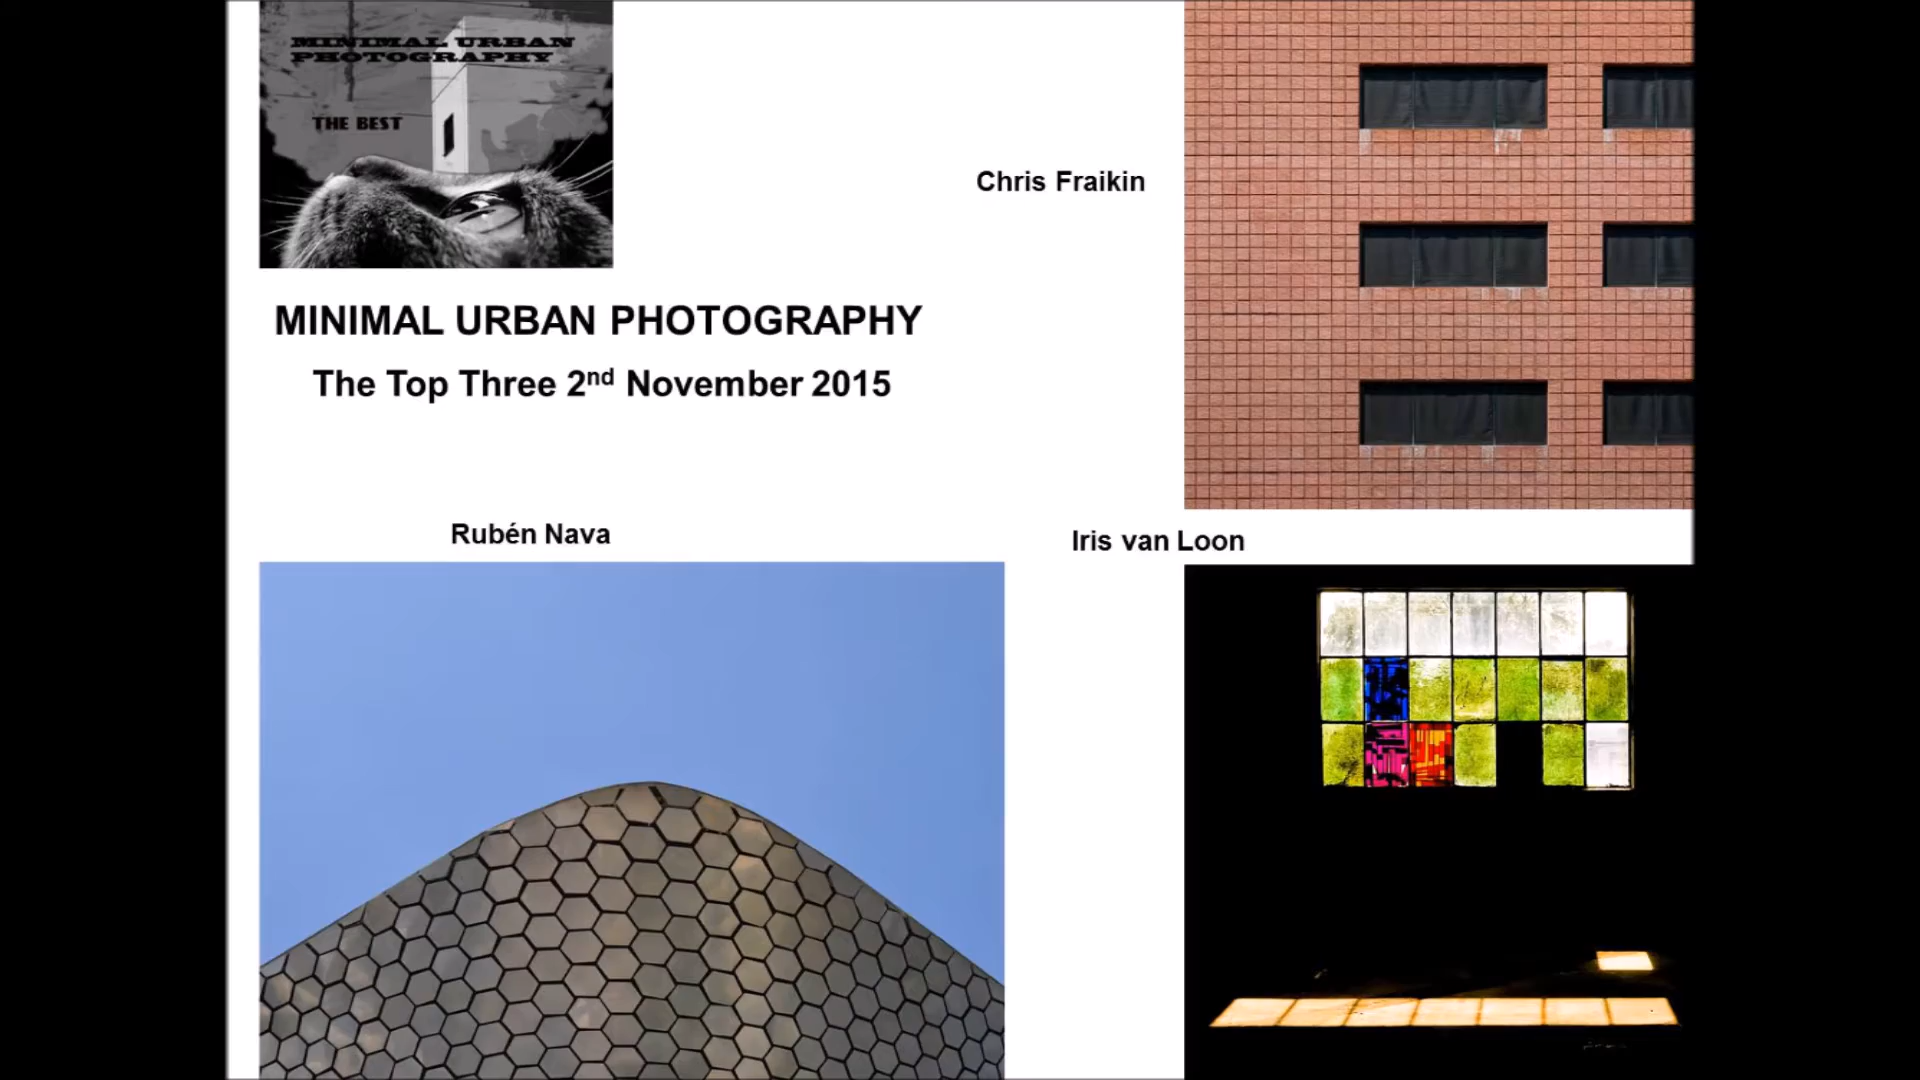 MINIMAL URBAN
PHOTOGRAPHY
THE BEST
Chris Fraikin
MINIMAL URBAN PHOTOGRAPHY
The Top Three 2nd November 2015
Rubén Nava
Iris van Loon